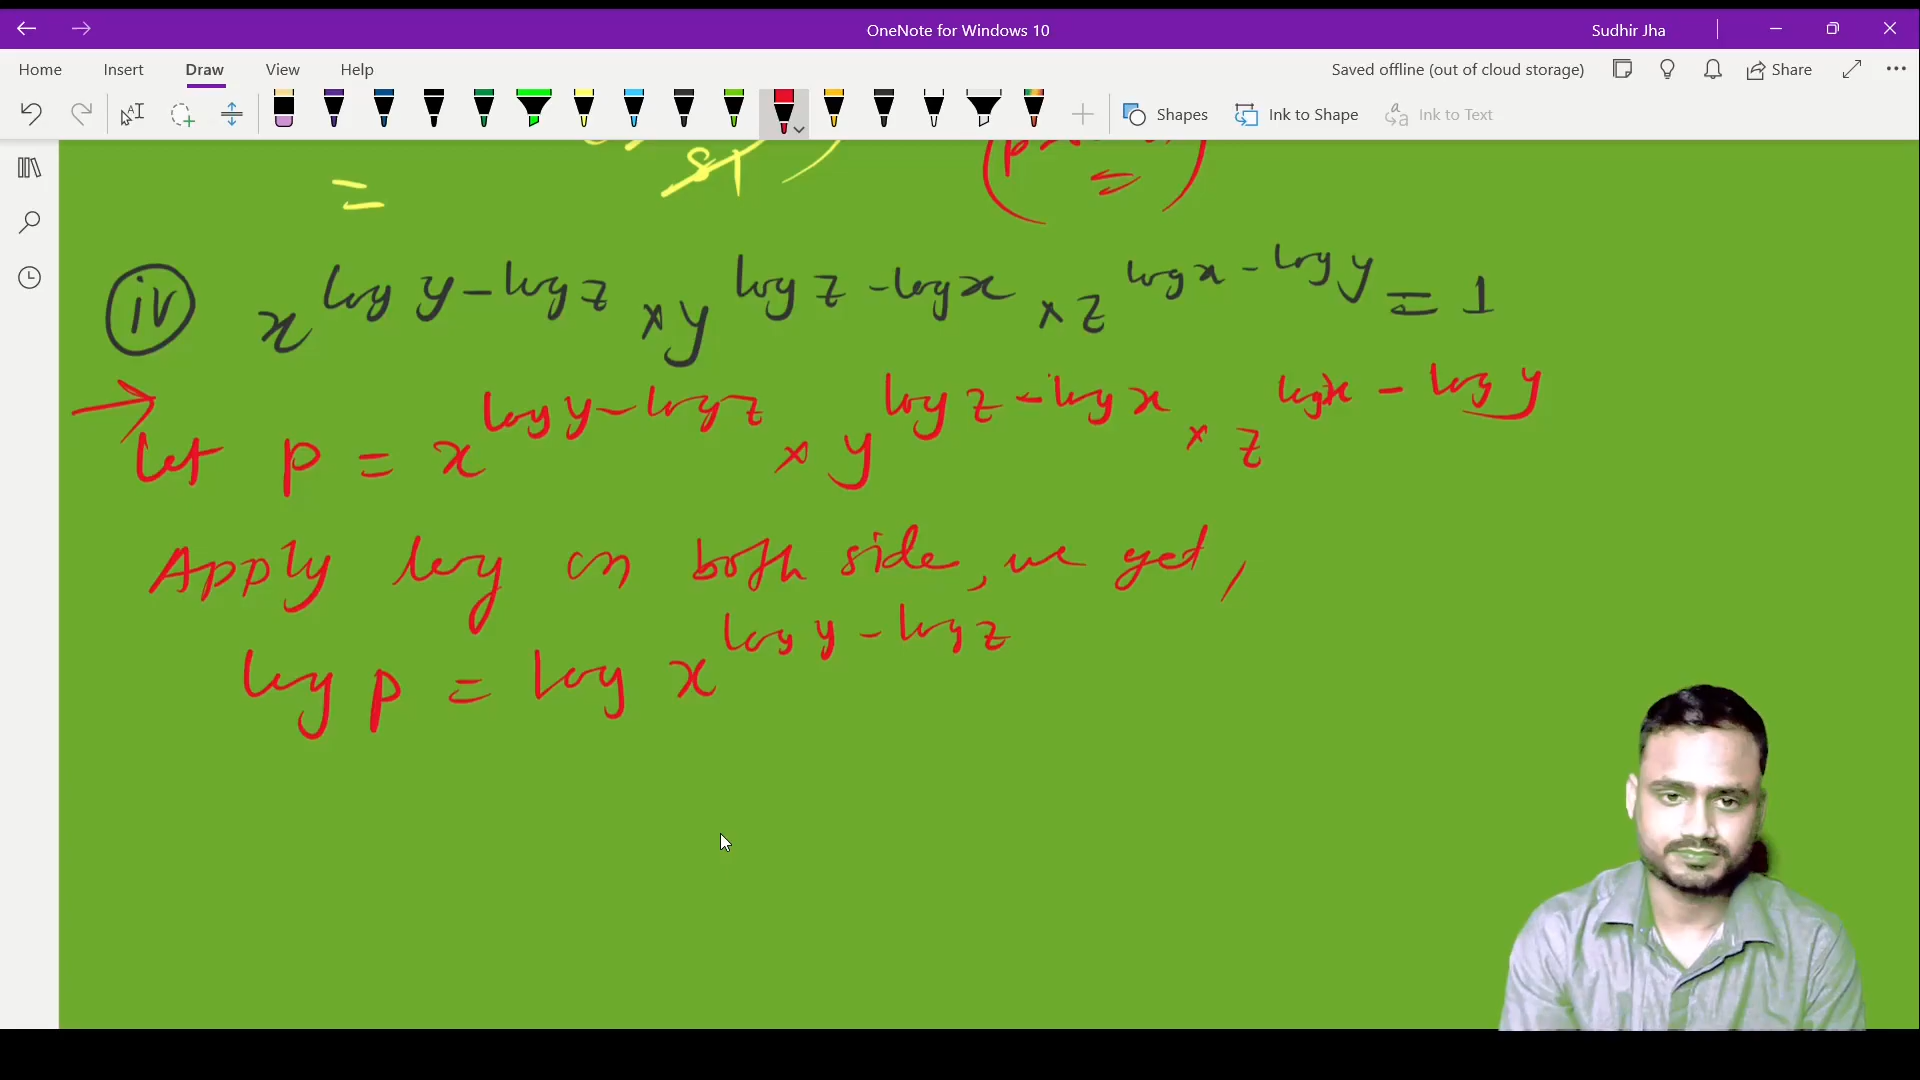 OneNote for Windows 10
Sudhir Jha
Home Insert Draw View Help
Saved offline (out of cloud storage) Share
Shapes Ink to Shape Ink to Text
(iv) x^(log y - log z) × y^(log z - log x) × z^(log x - log y) = 1
Let p = x^(log y - log z) × y^(log z - log x) × z^(log x - log y)
Apply log on both side, we get,
log p = log x^(log y - log z)